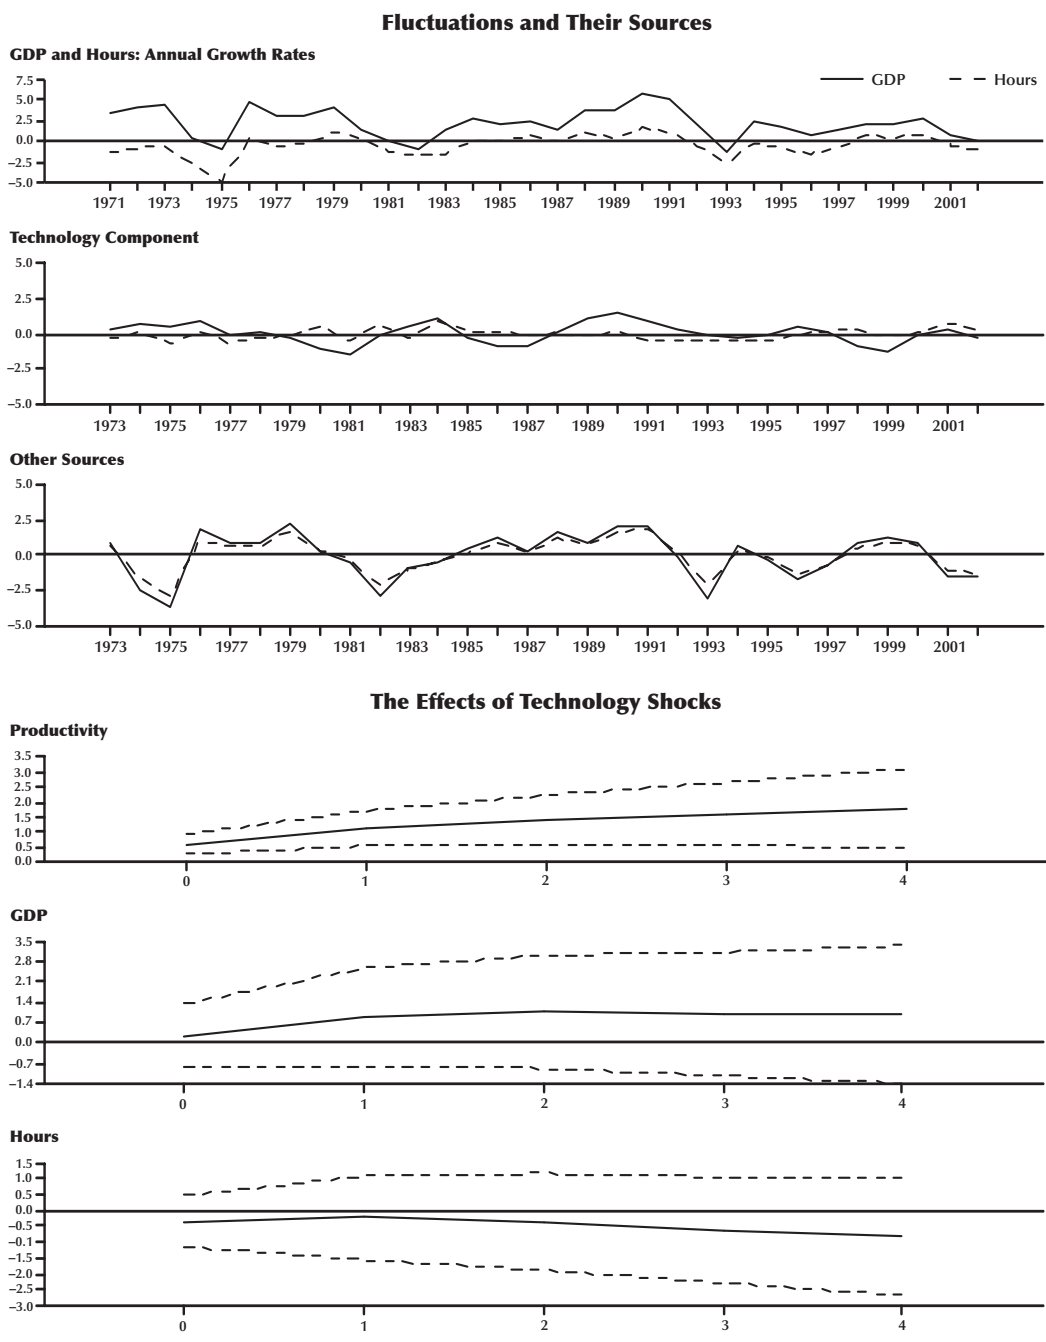 Fluctuations and Their Sources
GDP and Hours: Annual Growth Rates
GDP
Hours
7.5
5.0
2.5
0.0
−2.5
−5.0
1971 1973 1975 1977 1979 1981 1983 1985 1987 1989 1991 1993 1995 1997 1999 2001
Technology Component
5.0
2.5
0.0
−2.5
−5.0
1973 1975 1977 1979 1981 1983 1985 1987 1989 1991 1993 1995 1997 1999 2001
Other Sources
5.0
2.5
0.0
−2.5
−5.0
1973 1975 1977 1979 1981 1983 1985 1987 1989 1991 1993 1995 1997 1999 2001
The Effects of Technology Shocks
Productivity
3.5
3.0
2.5
2.0
1.5
1.0
0.5
0.0
0 1 2 3 4
GDP
3.5
2.8
2.1
1.4
0.7
0.0
−0.7
−1.4
0 1 2 3 4
Hours
1.5
1.0
0.5
0.0
−0.5
−0.1
−1.5
−2.0
−2.5
−3.0
0 1 2 3 4